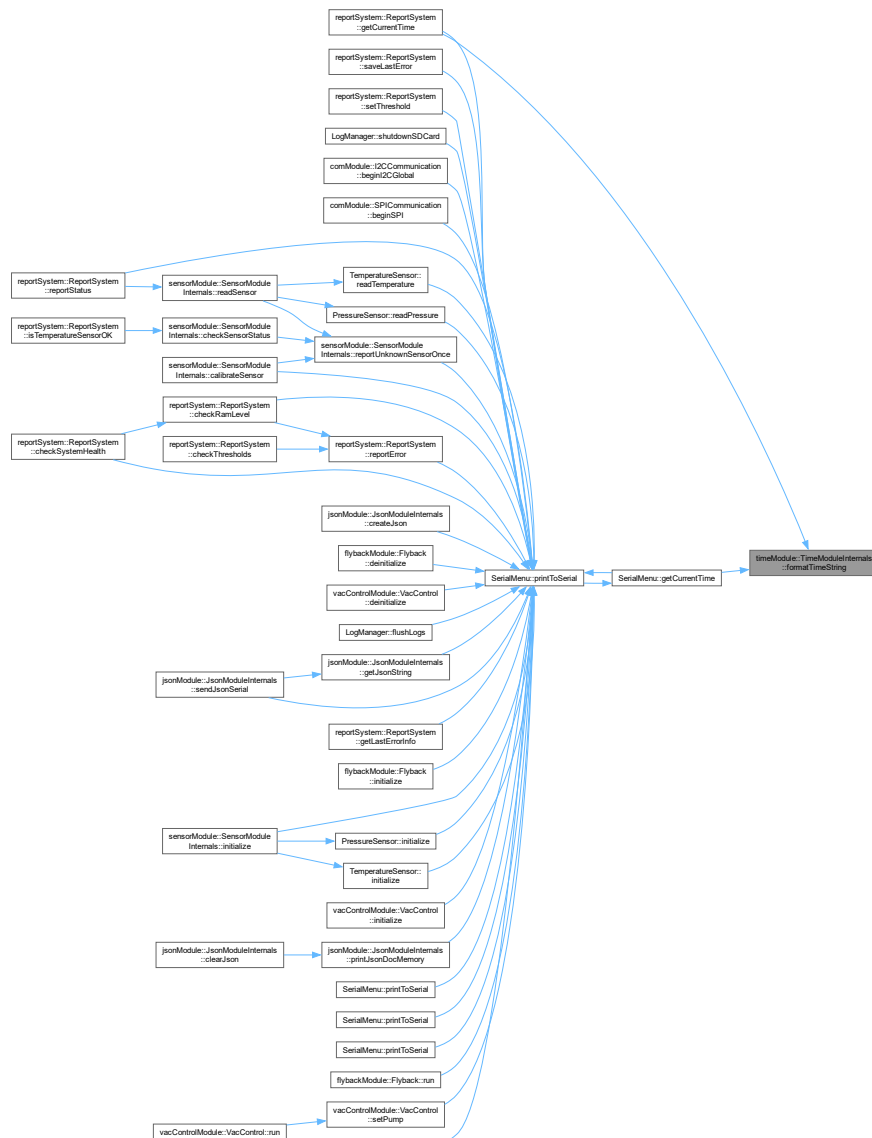 reportSystem::ReportSystem
::getCurrentTime
reportSystem::ReportSystem
::saveLastError
reportSystem::ReportSystem
::setThreshold
LogManager::shutdownSDCard
comModule::I2CCommunication
::beginI2CGlobal
comModule::SPICommunication
::beginSPI
reportSystem::ReportSystem
::reportStatus
sensorModule::SensorModule
Internals::readSensor
TemperatureSensor::
readTemperature
PressureSensor::readPressure
reportSystem::ReportSystem
::isTemperatureSensorOK
sensorModule::SensorModule
Internals::checkSensorStatus
sensorModule::SensorModule
Internals::reportUnknownSensorOnce
sensorModule::SensorModule
Internals::calibrateSensor
reportSystem::ReportSystem
::checkRamLevel
reportSystem::ReportSystem
::checkSystemHealth
reportSystem::ReportSystem
::checkThresholds
reportSystem::ReportSystem
::reportError
jsonModule::JsonModuleInternals
::createJson
flybackModule::Flyback
::deinitialize
vacControlModule::VacControl
::deinitialize
SerialMenu::printToSerial
SerialMenu::getCurrentTime
timeModule::TimeModuleInternals
::formatTimeString
LogManager::flushLogs
jsonModule::JsonModuleInternals
::getJsonString
jsonModule::JsonModuleInternals
::sendJsonSerial
reportSystem::ReportSystem
::getLastErrorInfo
flybackModule::Flyback
::initialize
sensorModule::SensorModule
Internals::initialize
PressureSensor::initialize
TemperatureSensor::
initialize
vacControlModule::VacControl
::initialize
jsonModule::JsonModuleInternals
::clearJson
jsonModule::JsonModuleInternals
::printJsonDocMemory
SerialMenu::printToSerial
SerialMenu::printToSerial
SerialMenu::printToSerial
flybackModule::Flyback::run
vacControlModule::VacControl
::setPump
vacControlModule::VacControl::run